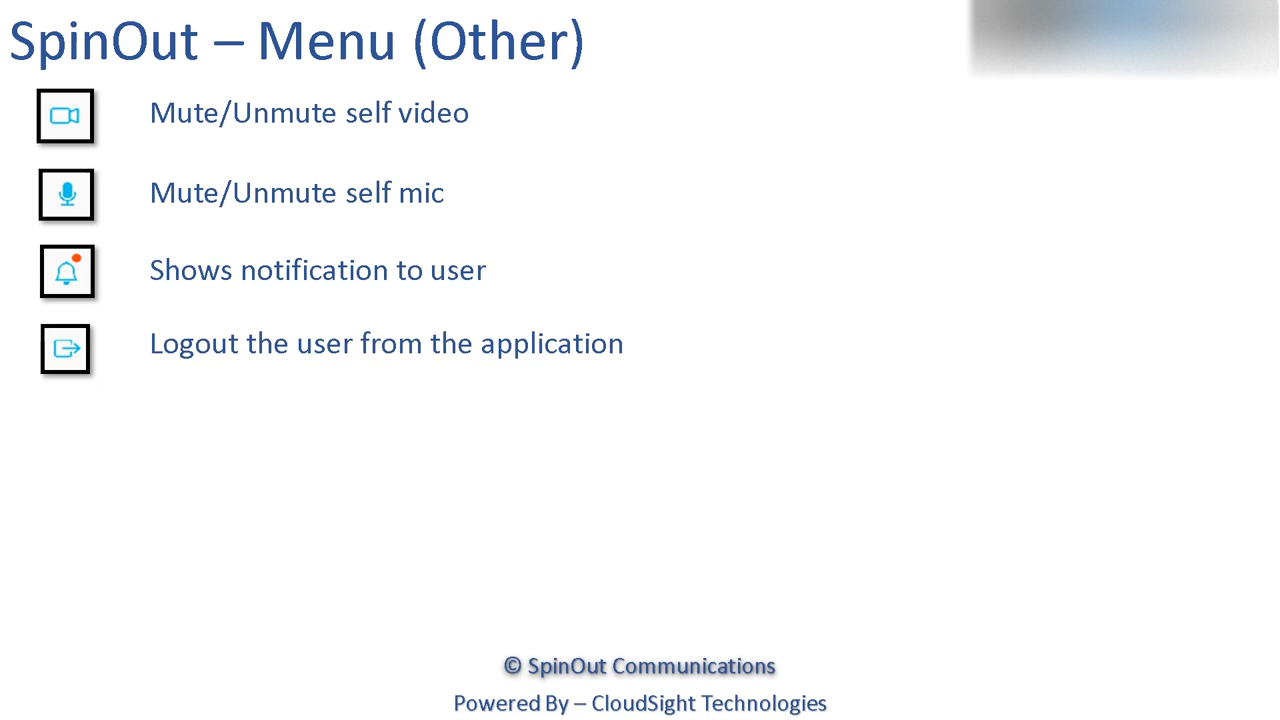 SpinOut – Menu (Other)
Mute/Unmute self video
Mute/Unmute self mic
Shows notification to user
Logout the user from the application
© SpinOut Communications
Powered By – CloudSight Technologies